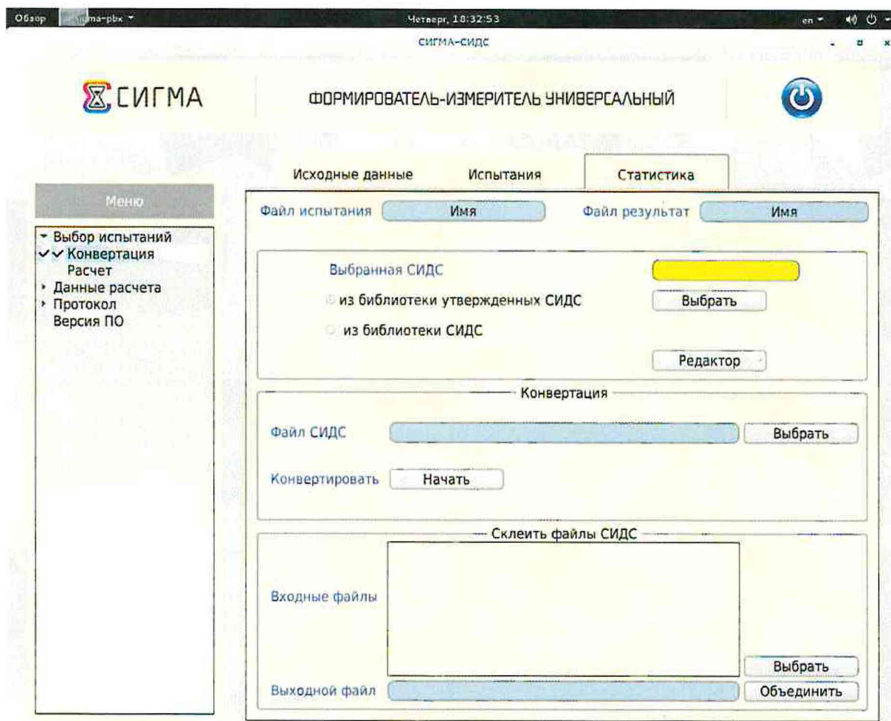 Обзор
Четверг, 18:32:53
en
СИГМА-СИДС
СИГМА
ФОРМИРОВАТЕЛЬ-ИЗМЕРИТЕЛЬ УНИВЕРСАЛЬНЫЙ
Исходные данные Испытания Статистика
Меню
Файл испытания Имя Файл результат Имя
Выбор испытаний
Конвертация
Расчет
Данные расчета
Протокол
Версия ПО
Выбранная СИДС
из библиотеки утвержденных СИДС Выбрать
из библиотеки СИДС
Редактор
Конвертация
Файл СИДС Выбрать
Конвертировать Начать
Склеить файлы СИДС
Входные файлы
Выбрать
Выходной файл Объединить